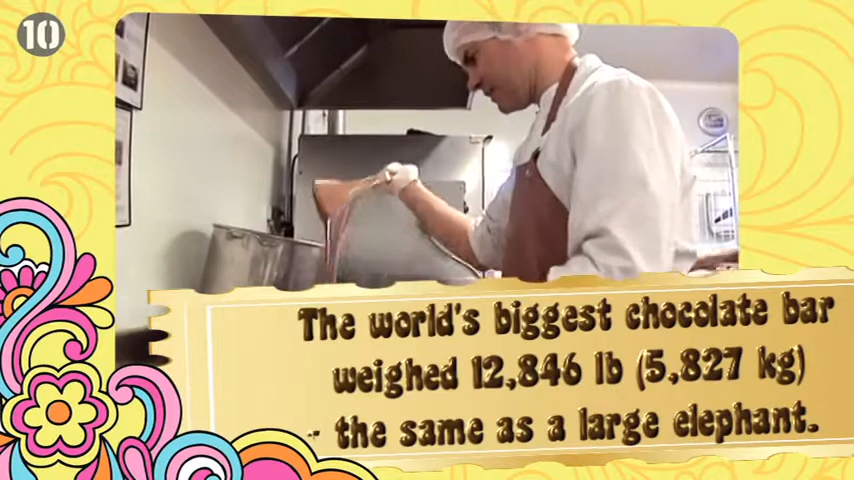 10
The world's biggest chocolate bar
weighed 12,846 lb (5,827 kg)
- the same as a large elephant.